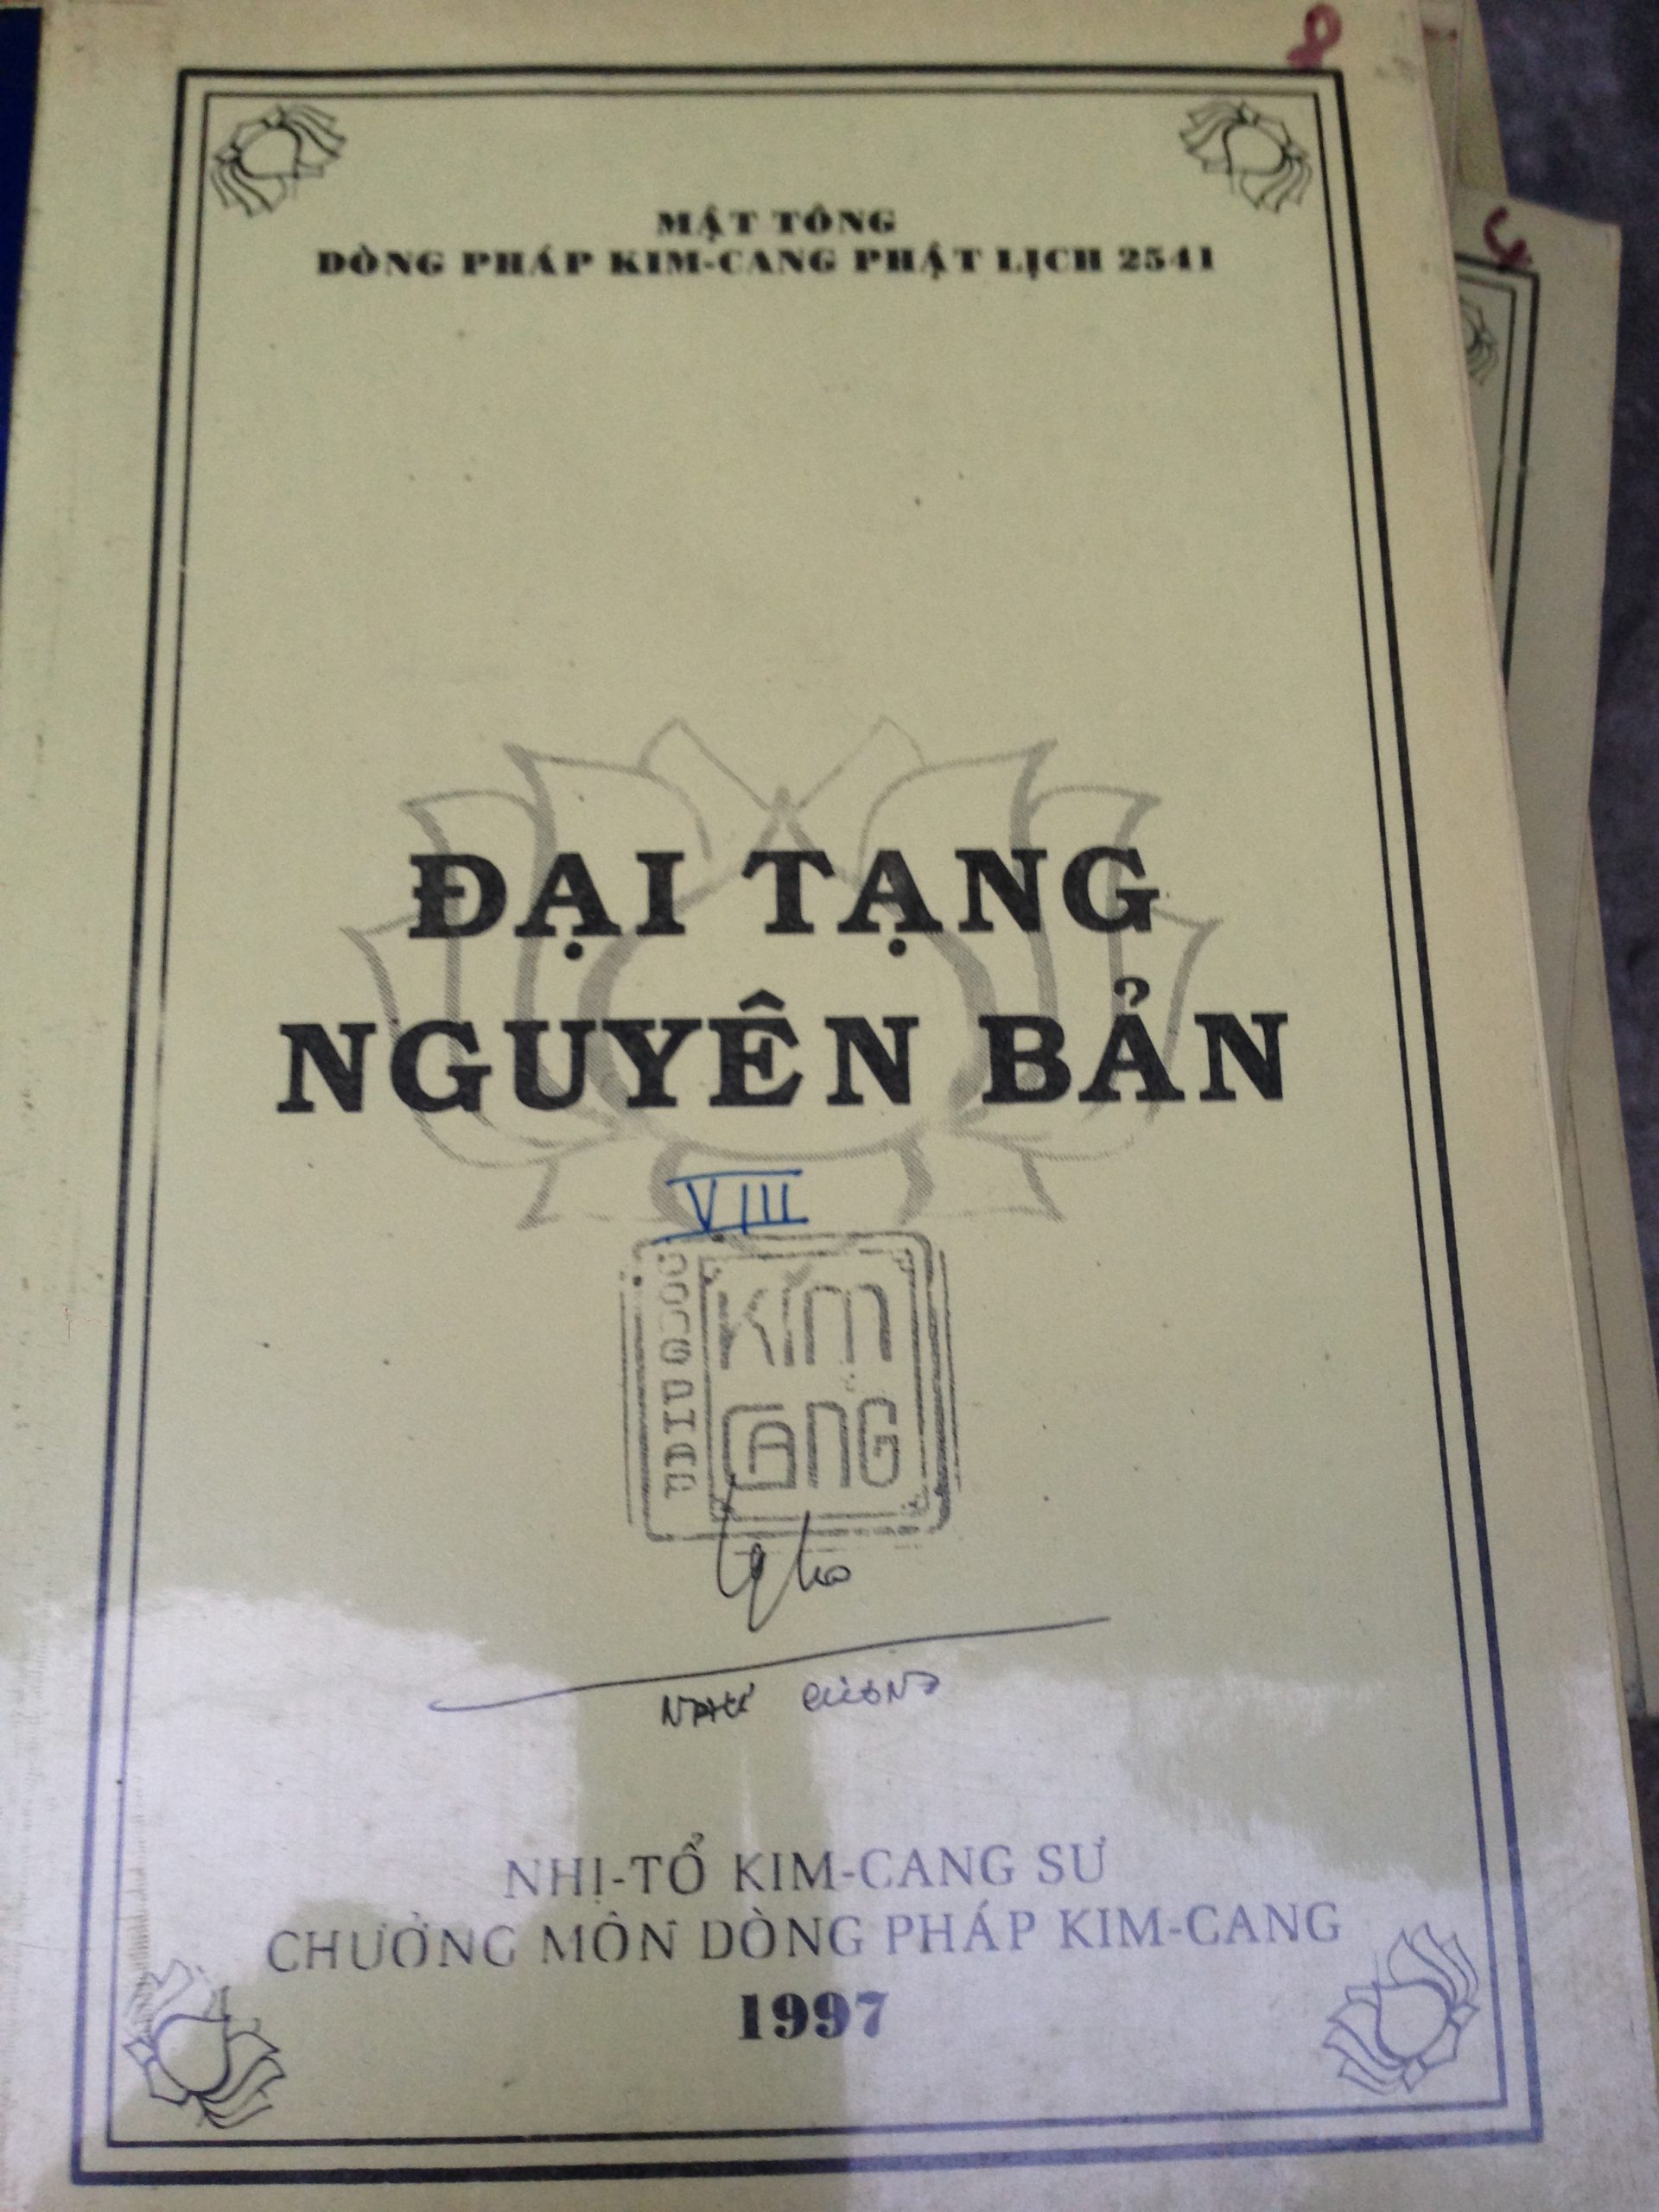 8
MẬT TÔNG
DÒNG PHÁP KIM-CANG PHẬT LỊCH 2541
ĐẠI TẠNG
NGUYÊN BẢN
VIII
DÒNG PHÁP
KIM
CANG
NHỊ-TỔ KIM-CANG SƯ
CHƯỞNG MÔN DÒNG PHÁP KIM-CANG
1997